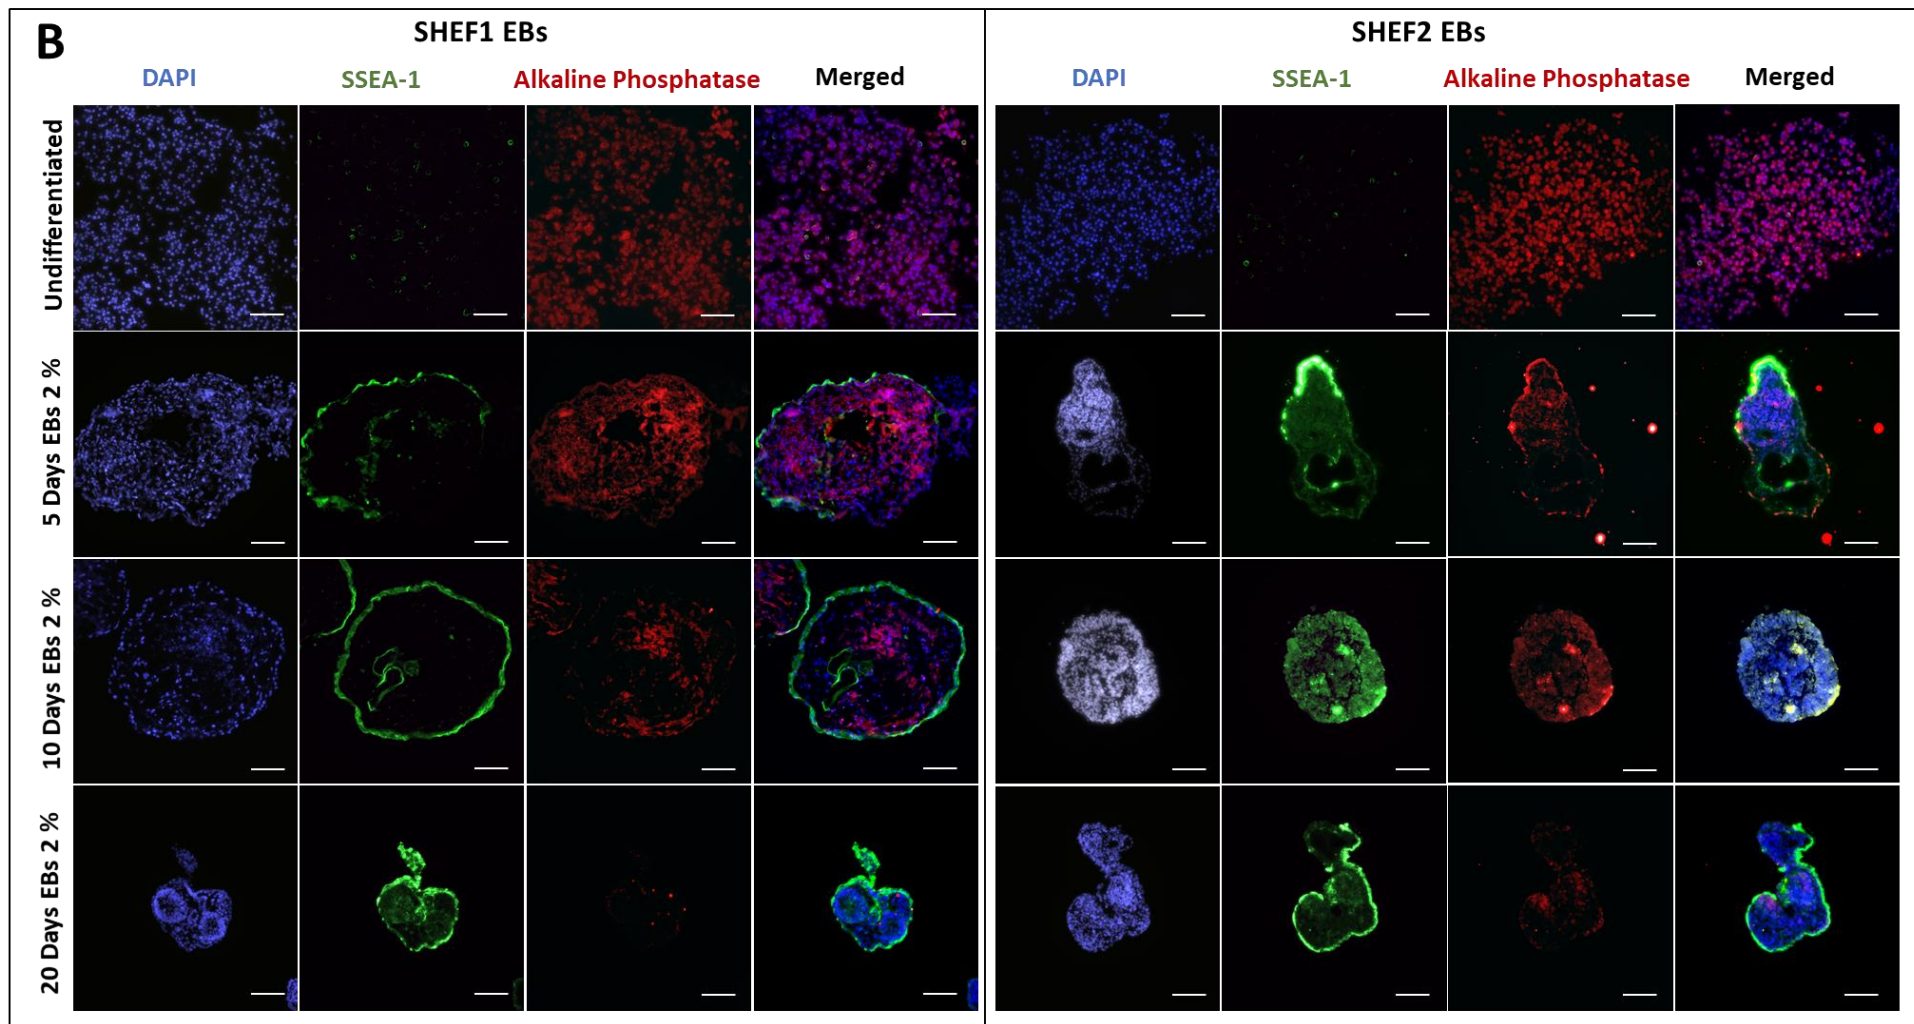 B
SHEF1 EBs
SHEF2 EBs
DAPI
SSEA-1
Alkaline Phosphatase
Merged
DAPI
SSEA-1
Alkaline Phosphatase
Merged
Undifferentiated
5 Days EBs 2 %
10 Days EBs 2 %
20 Days EBs 2 %